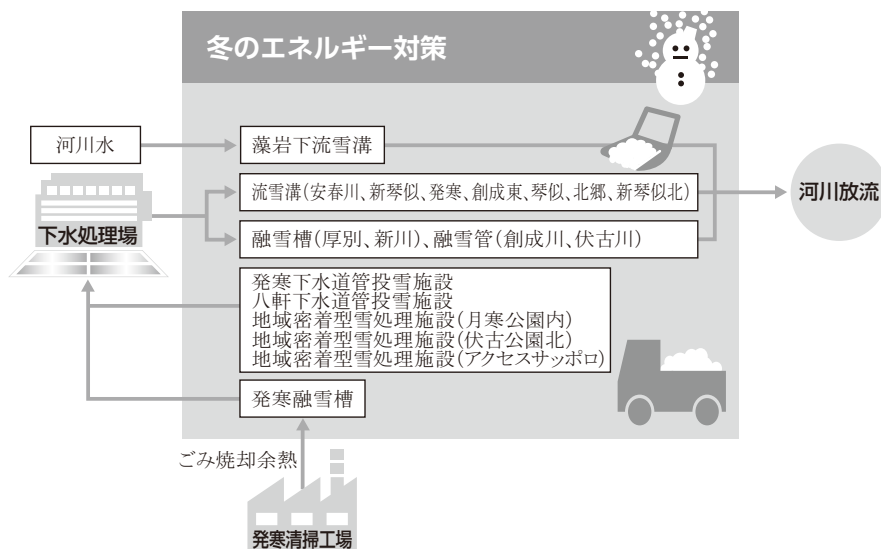 冬のエネルギー対策
河川水
藻岩下流雪溝
下水処理場
流雪溝(安春川、新琴似、発寒、創成東、琴似、北郷、新琴似北)
融雪槽(厚別、新川)、融雪管(創成川、伏古川)
河川放流
発寒下水道管投雪施設
八軒下水道管投雪施設
地域密着型雪処理施設(月寒公園内)
地域密着型雪処理施設(伏古公園北)
地域密着型雪処理施設(アクセスサッポロ)
発寒融雪槽
ごみ焼却余熱
発寒清掃工場